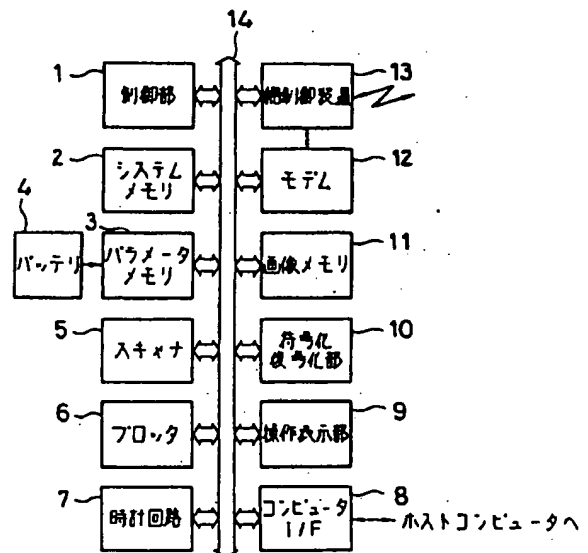 14
1
制御部
13
網制御装置
2
システム
メモリ
12
モデム
4
バッテリ
3
パラメータ
メモリ
11
画像メモリ
5
スキャナ
10
符号化
復号化部
6
プロッタ
9
操作表示部
7
時計回路
8
コンピュータ
I/F
ホストコンピュータへ